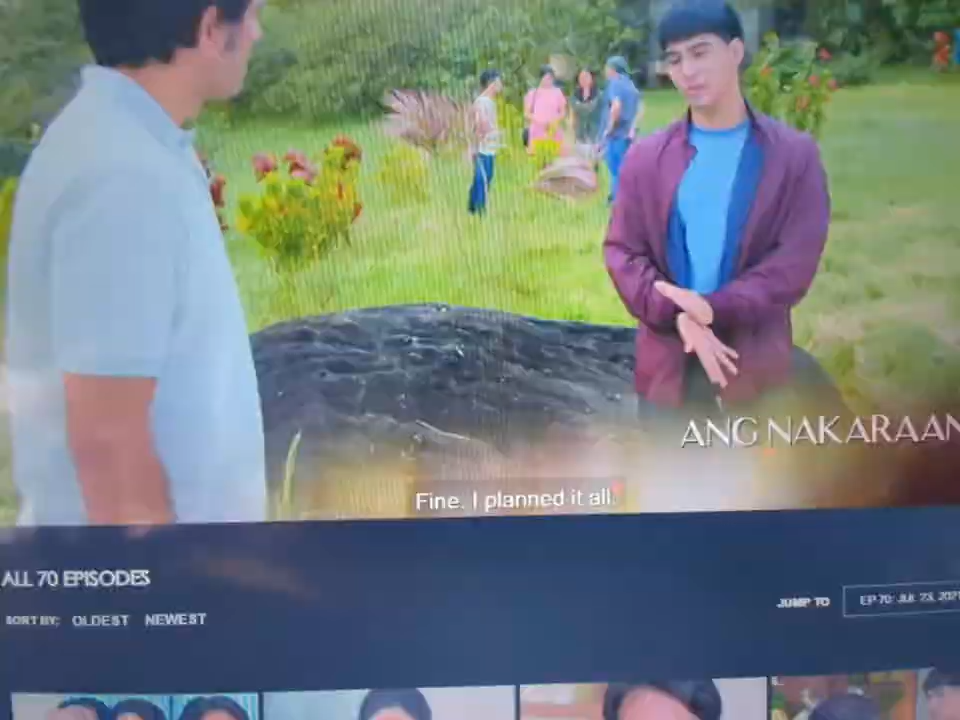 ANG NAKARAAN
Fine. I planned it all.
ALL 70 EPISODES
JUMP TO
EP 70: JUL 23, 2021
SORT BY: OLDEST NEWEST